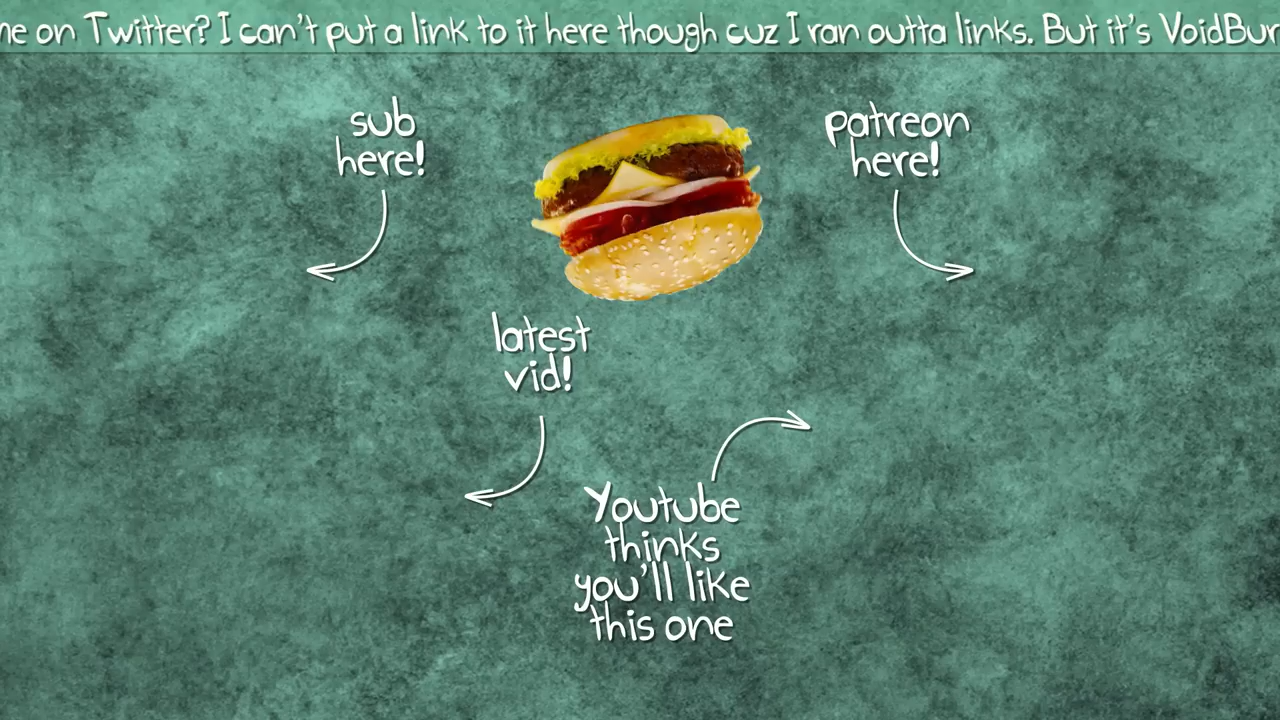 me on Twitter? I can't put a link to it here though cuz I ran outta links. But it's VoidBur
sub
here!
patreon
here!
latest
vid!
Youtube
thinks
you'll like
this one